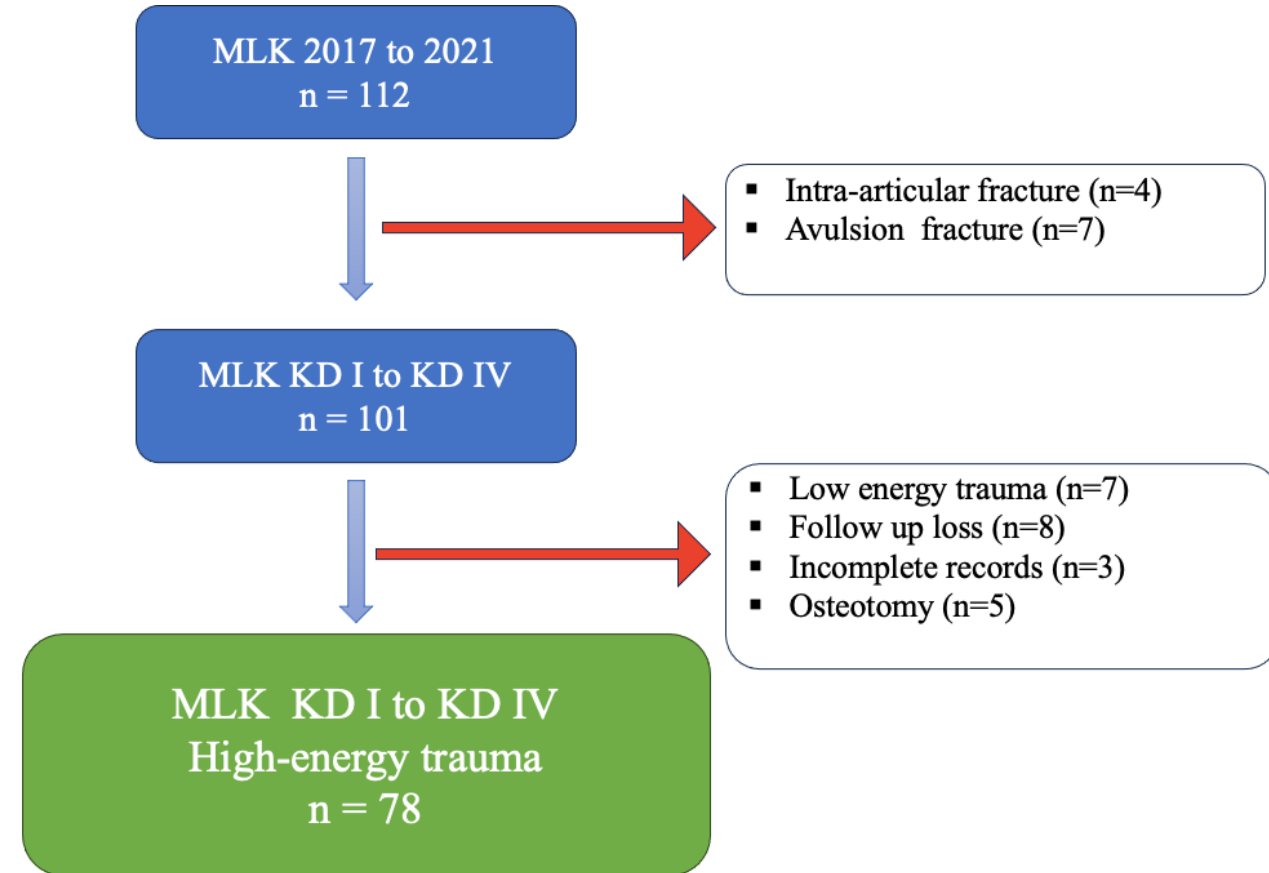 MLK 2017 to 2021
n = 112
▪ Intra-articular fracture (n=4)
▪ Avulsion fracture (n=7)
MLK KD I to KD IV
n = 101
▪ Low energy trauma (n=7)
▪ Follow up loss (n=8)
▪ Incomplete records (n=3)
▪ Osteotomy (n=5)
MLK KD I to KD IV
High-energy trauma
n = 78